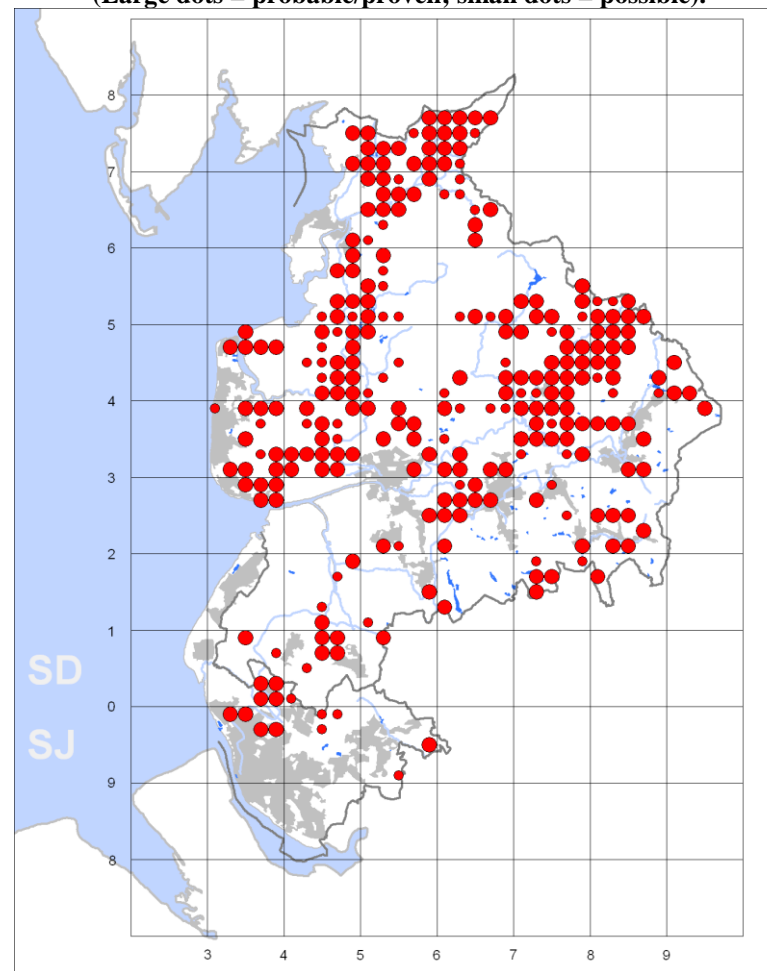 (Large dots = probable/proven; small dots = possible).
8
7
6
5
4
3
2
1
SD
0
SJ
9
8
3 4 5 6 7 8 9